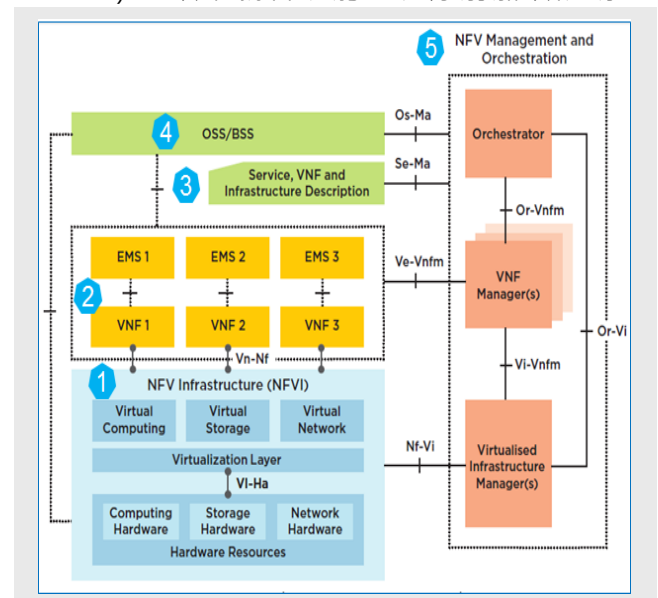 5 NFV Management and
Orchestration
4 OSS/BSS
Os-Ma
Orchestrator
3 Service, VNF and
Infrastructure Description
Se-Ma
Or-Vnfm
EMS 1 EMS 2 EMS 3
2
Ve-Vnfm
VNF
Manager(s)
VNF 1 VNF 2 VNF 3
Vn-Nf
Or-Vi
1 NFV Infrastructure (NFVI)
Vi-Vnfm
Virtual
Computing
Virtual
Storage
Virtual
Network
Virtualization Layer
Nf-Vi
Virtualised
Infrastructure
Manager(s)
VI-Ha
Computing
Hardware
Storage
Hardware
Network
Hardware
Hardware Resources